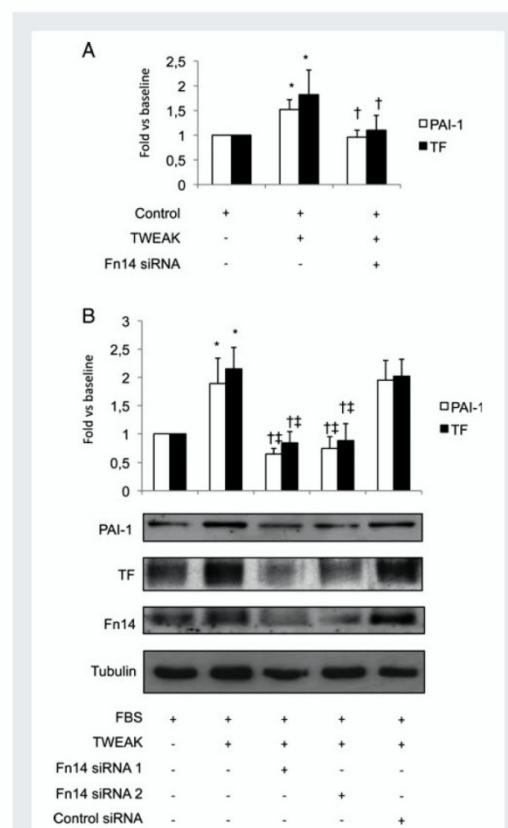 A
Fold vs baseline
2,5
2
1,5
1
0,5
0
* *
† †
PAI-1
TF
Control + + +
TWEAK - + +
Fn14 siRNA - - +
B
Fold vs baseline
3
2,5
2
1,5
1
0,5
0
* *
†‡ †‡
†‡ †‡
PAI-1
TF
PAI-1
TF
Fn14
Tubulin
FBS + + + + +
TWEAK - + + + +
Fn14 siRNA 1 - - + - -
Fn14 siRNA 2 - - - + -
Control siRNA - - - - +